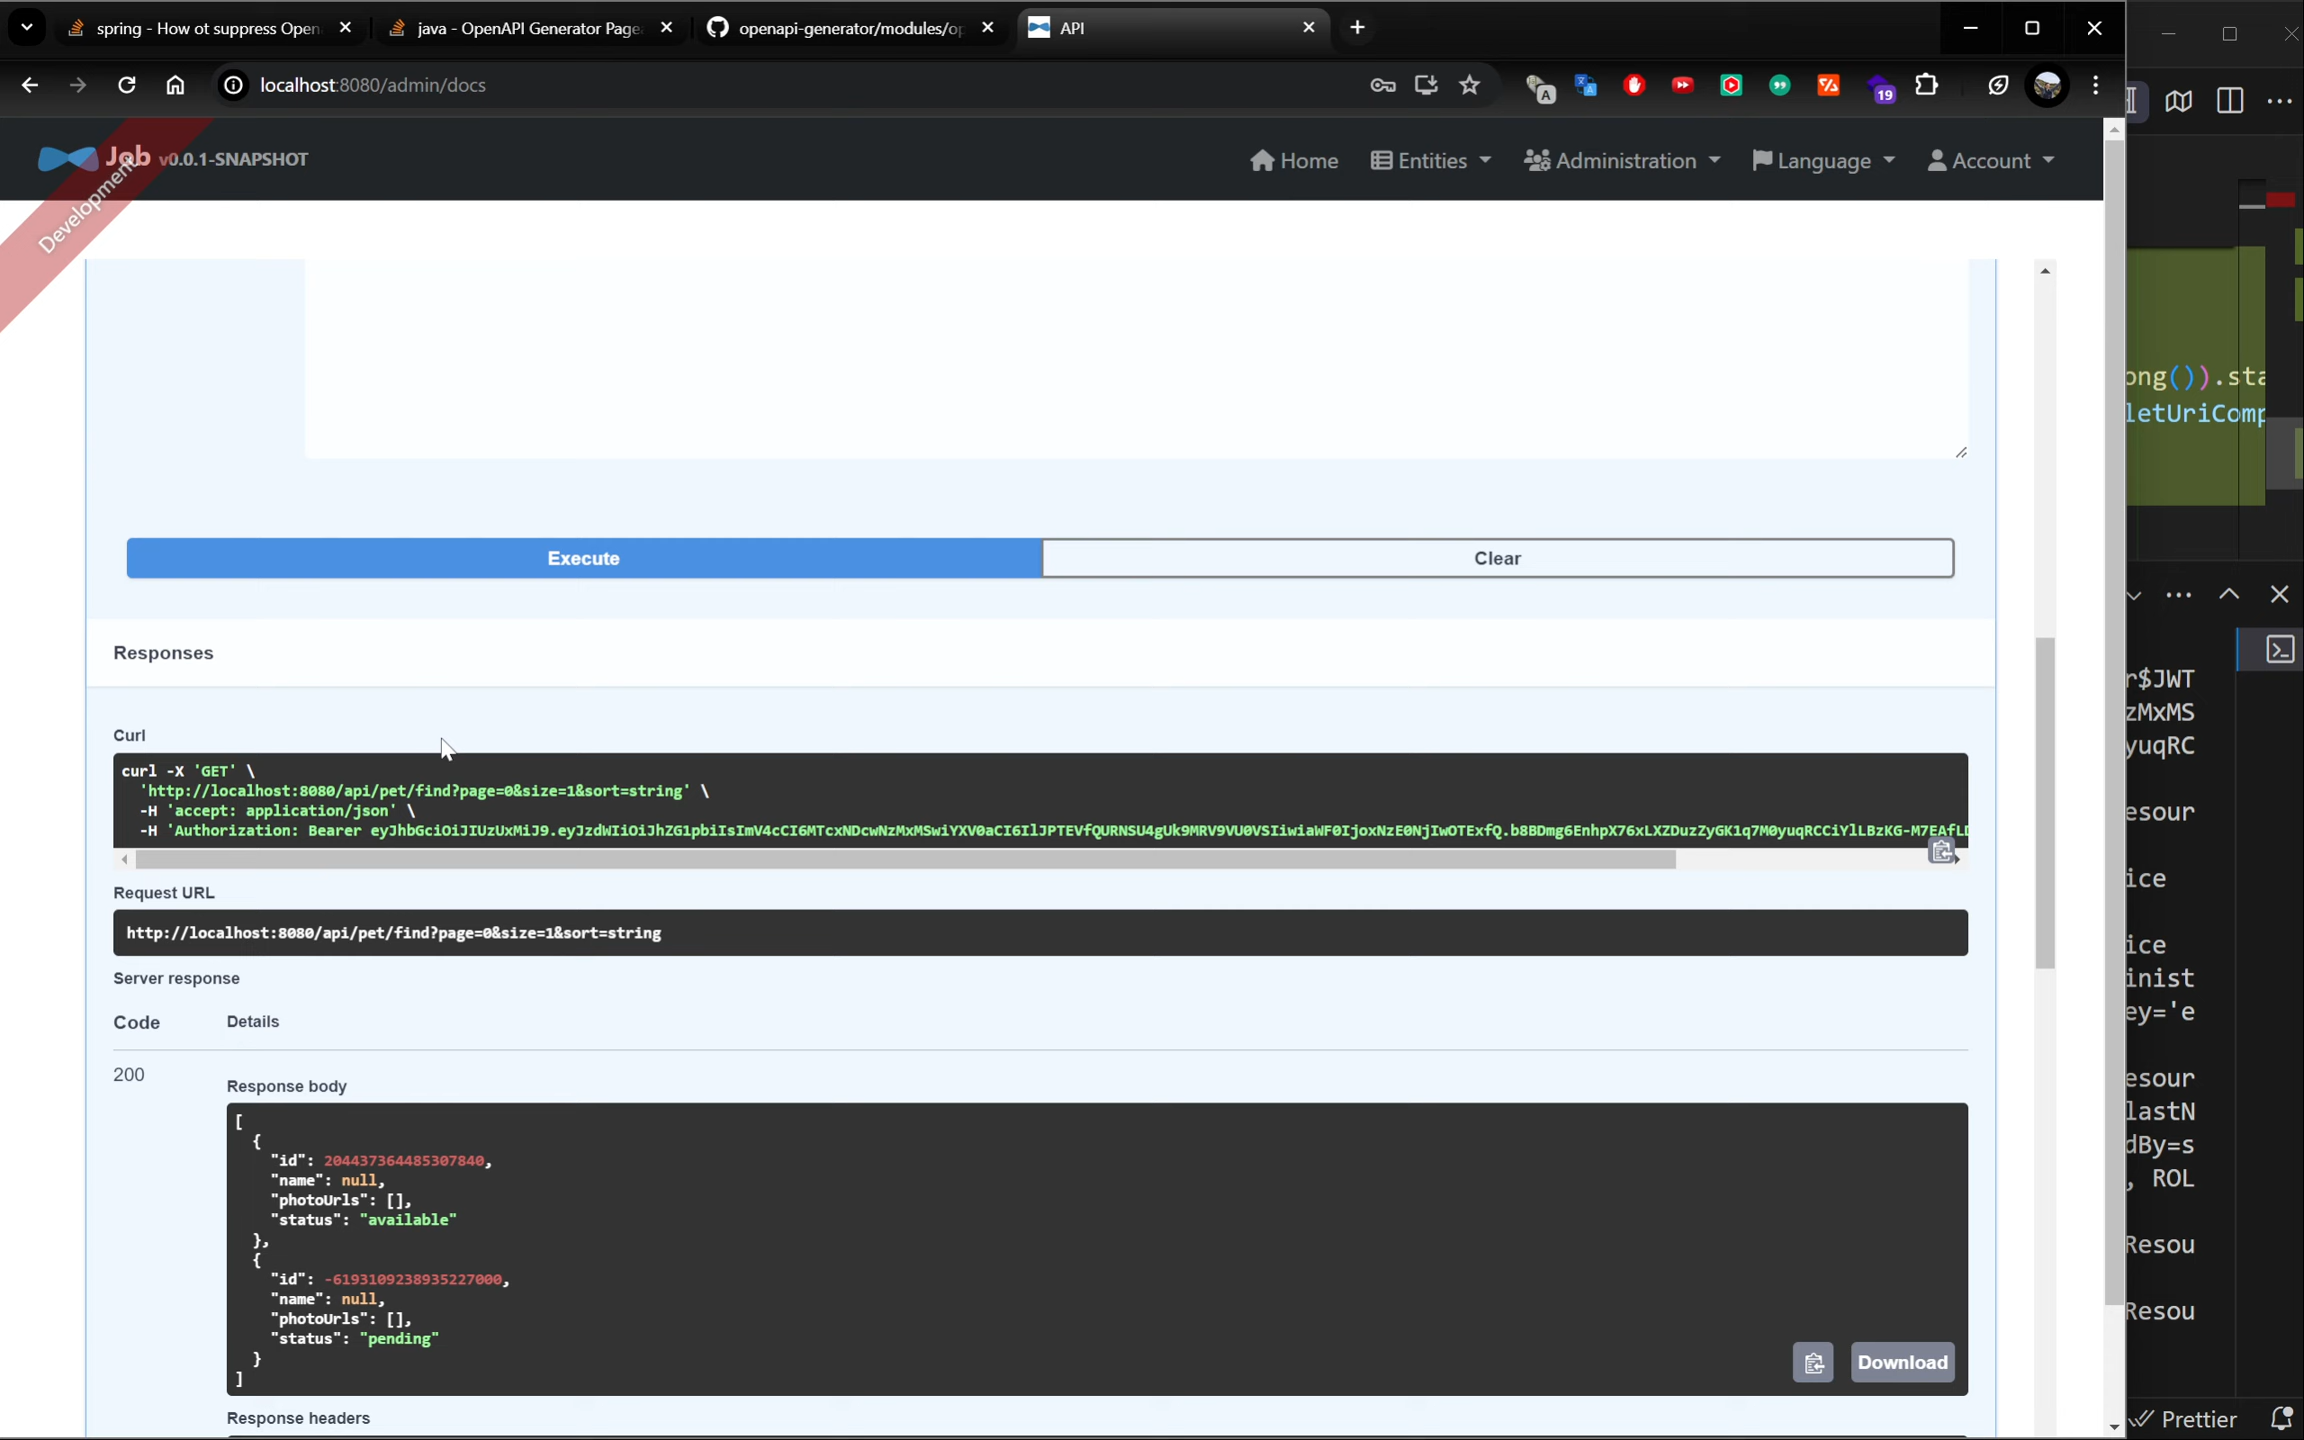 spring - How ot suppress Open
java - OpenAPI Generator Page
openapi-generator/modules/op
API
localhost:8080/admin/docs
A
19
Job v0.0.1-SNAPSHOT
Development
Home
Entities
Administration
Language
Account
ong()).sta
letUriComp
Execute
Clear
Responses
Curl
curl -X 'GET' \
'http://localhost:8080/api/pet/find?page=0&size=1&sort=string' \
-H 'accept: application/json' \
-H 'Authorization: Bearer
Request URL
http://localhost:8080/api/pet/find?page=0&size=1&sort=string
Server response
Code Details
200
Response body
[
{
"id": 204437364485307840,
"name": null,
"photoUrls": [],
"status": "available"
},
{
"id": -6193109238935227000,
"name": null,
"photoUrls": [],
"status": "pending"
}
]
Download
Response headers
r$JWT
zMxMS
yuqRC
esour
ice
ice
inist
ey='e
esour
lastN
dBy=s
, ROL
Resou
Resou
Prettier